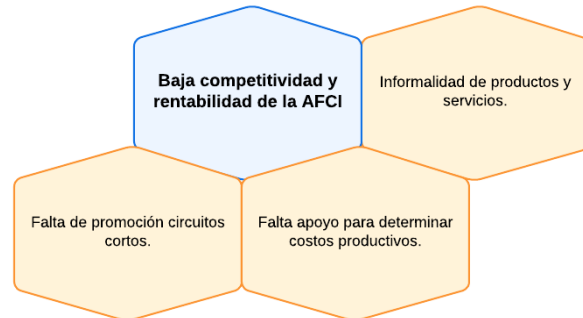 Baja competitividad y
rentabilidad de la AFCI
Informalidad de productos y
servicios.
Falta de promoción circuitos
cortos.
Falta apoyo para determinar
costos productivos.